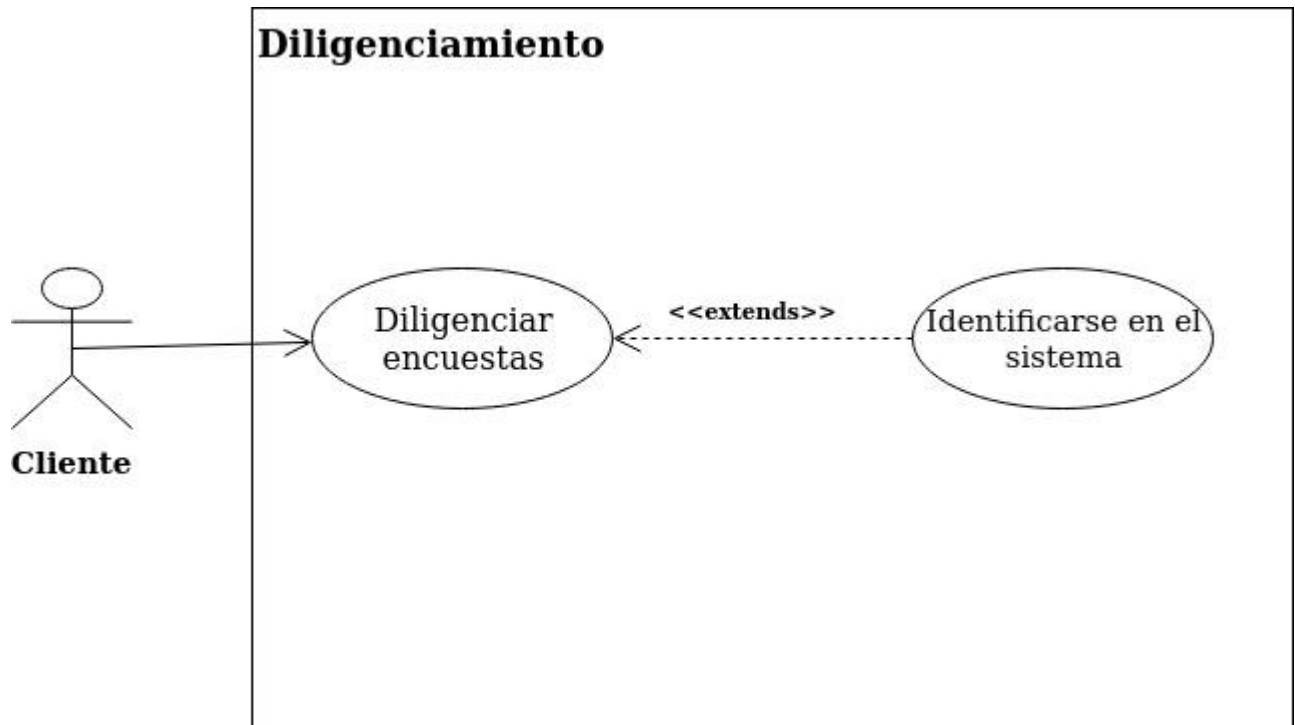 Diligenciamiento
Diligenciar
encuestas
<<extends>>
Identificarse en el
sistema
Cliente